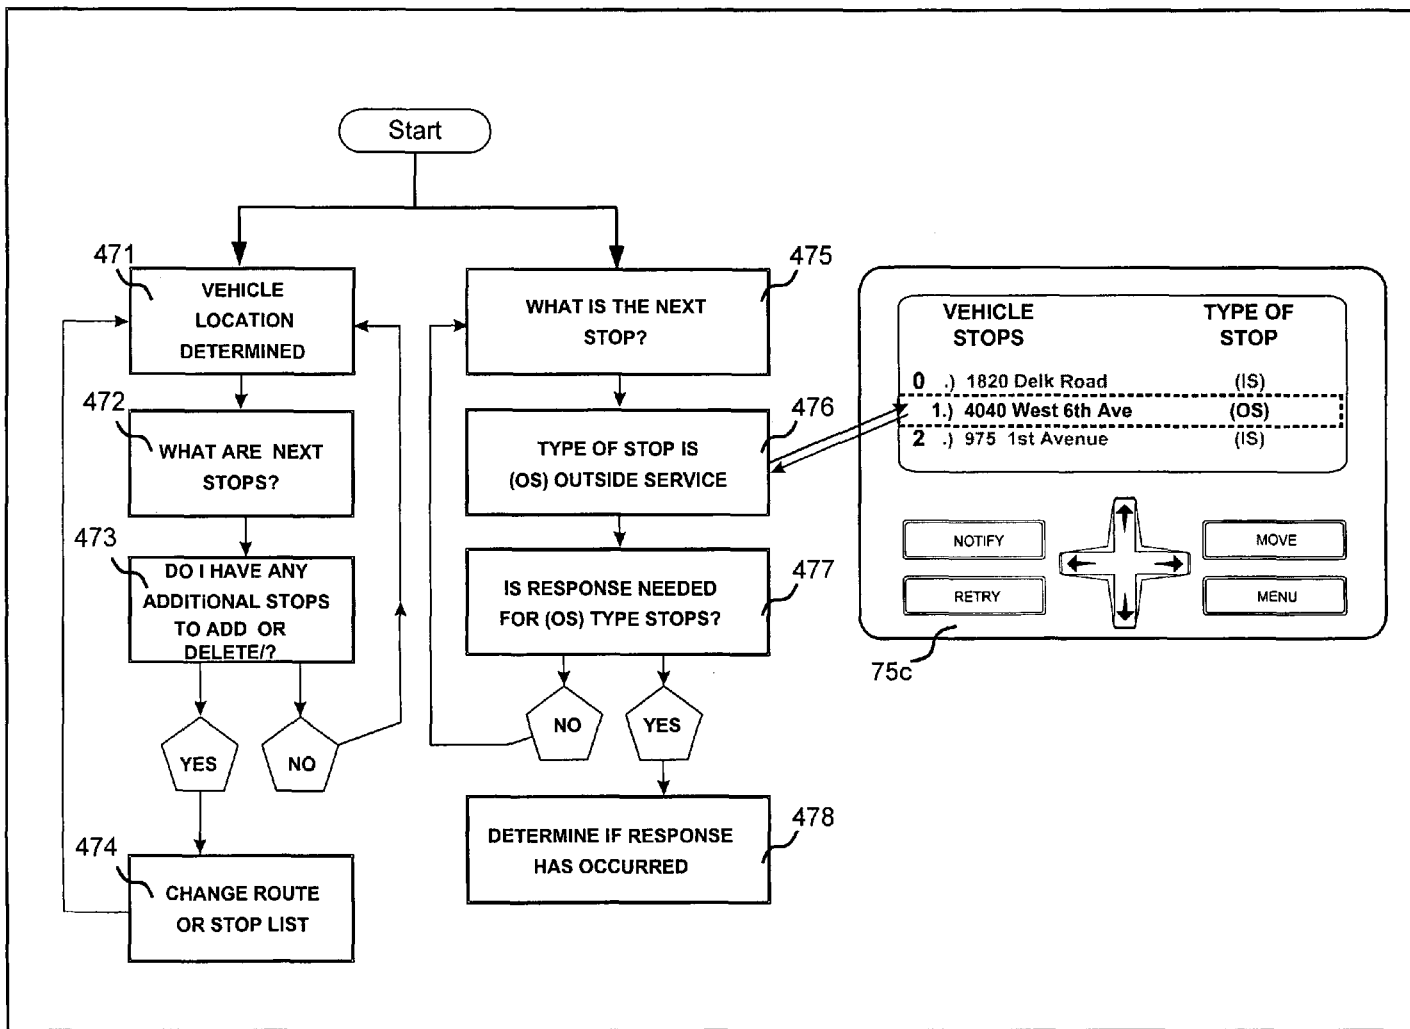 Start
471
VEHICLE
LOCATION
DETERMINED
472
WHAT ARE NEXT
STOPS?
473
DO I HAVE ANY
ADDITIONAL STOPS
TO ADD OR
DELETE/?
YES
NO
474
CHANGE ROUTE
OR STOP LIST
475
WHAT IS THE NEXT
STOP?
476
TYPE OF STOP IS
(OS) OUTSIDE SERVICE
477
IS RESPONSE NEEDED
FOR (OS) TYPE STOPS?
NO
YES
478
DETERMINE IF RESPONSE
HAS OCCURRED
VEHICLE
STOPS
TYPE OF
STOP
0 .) 1820 Delk Road (IS)
1.) 4040 West 6th Ave (OS)
2 .) 975 1st Avenue (IS)
NOTIFY
MOVE
RETRY
MENU
75c